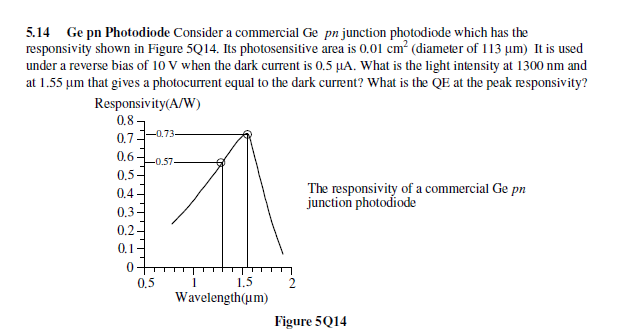 5.14 Ge pn Photodiode Consider a commercial Ge pn junction photodiode which has the
responsivity shown in Figure 5Q14. Its photosensitive area is 0.01 cm² (diameter of 113 µm) It is used
under a reverse bias of 10 V when the dark current is 0.5 µA. What is the light intensity at 1300 nm and
at 1.55 µm that gives a photocurrent equal to the dark current? What is the QE at the peak responsivity?
Responsivity(A/W)
0.8
0.7
0.73
0.6
0.57
0.5
0.4
The responsivity of a commercial Ge pn
junction photodiode
0.3
0.2
0.1
0
0.5 1 1.5 2
Wavelength(µm)
Figure 5Q14